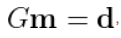 Gm = d,